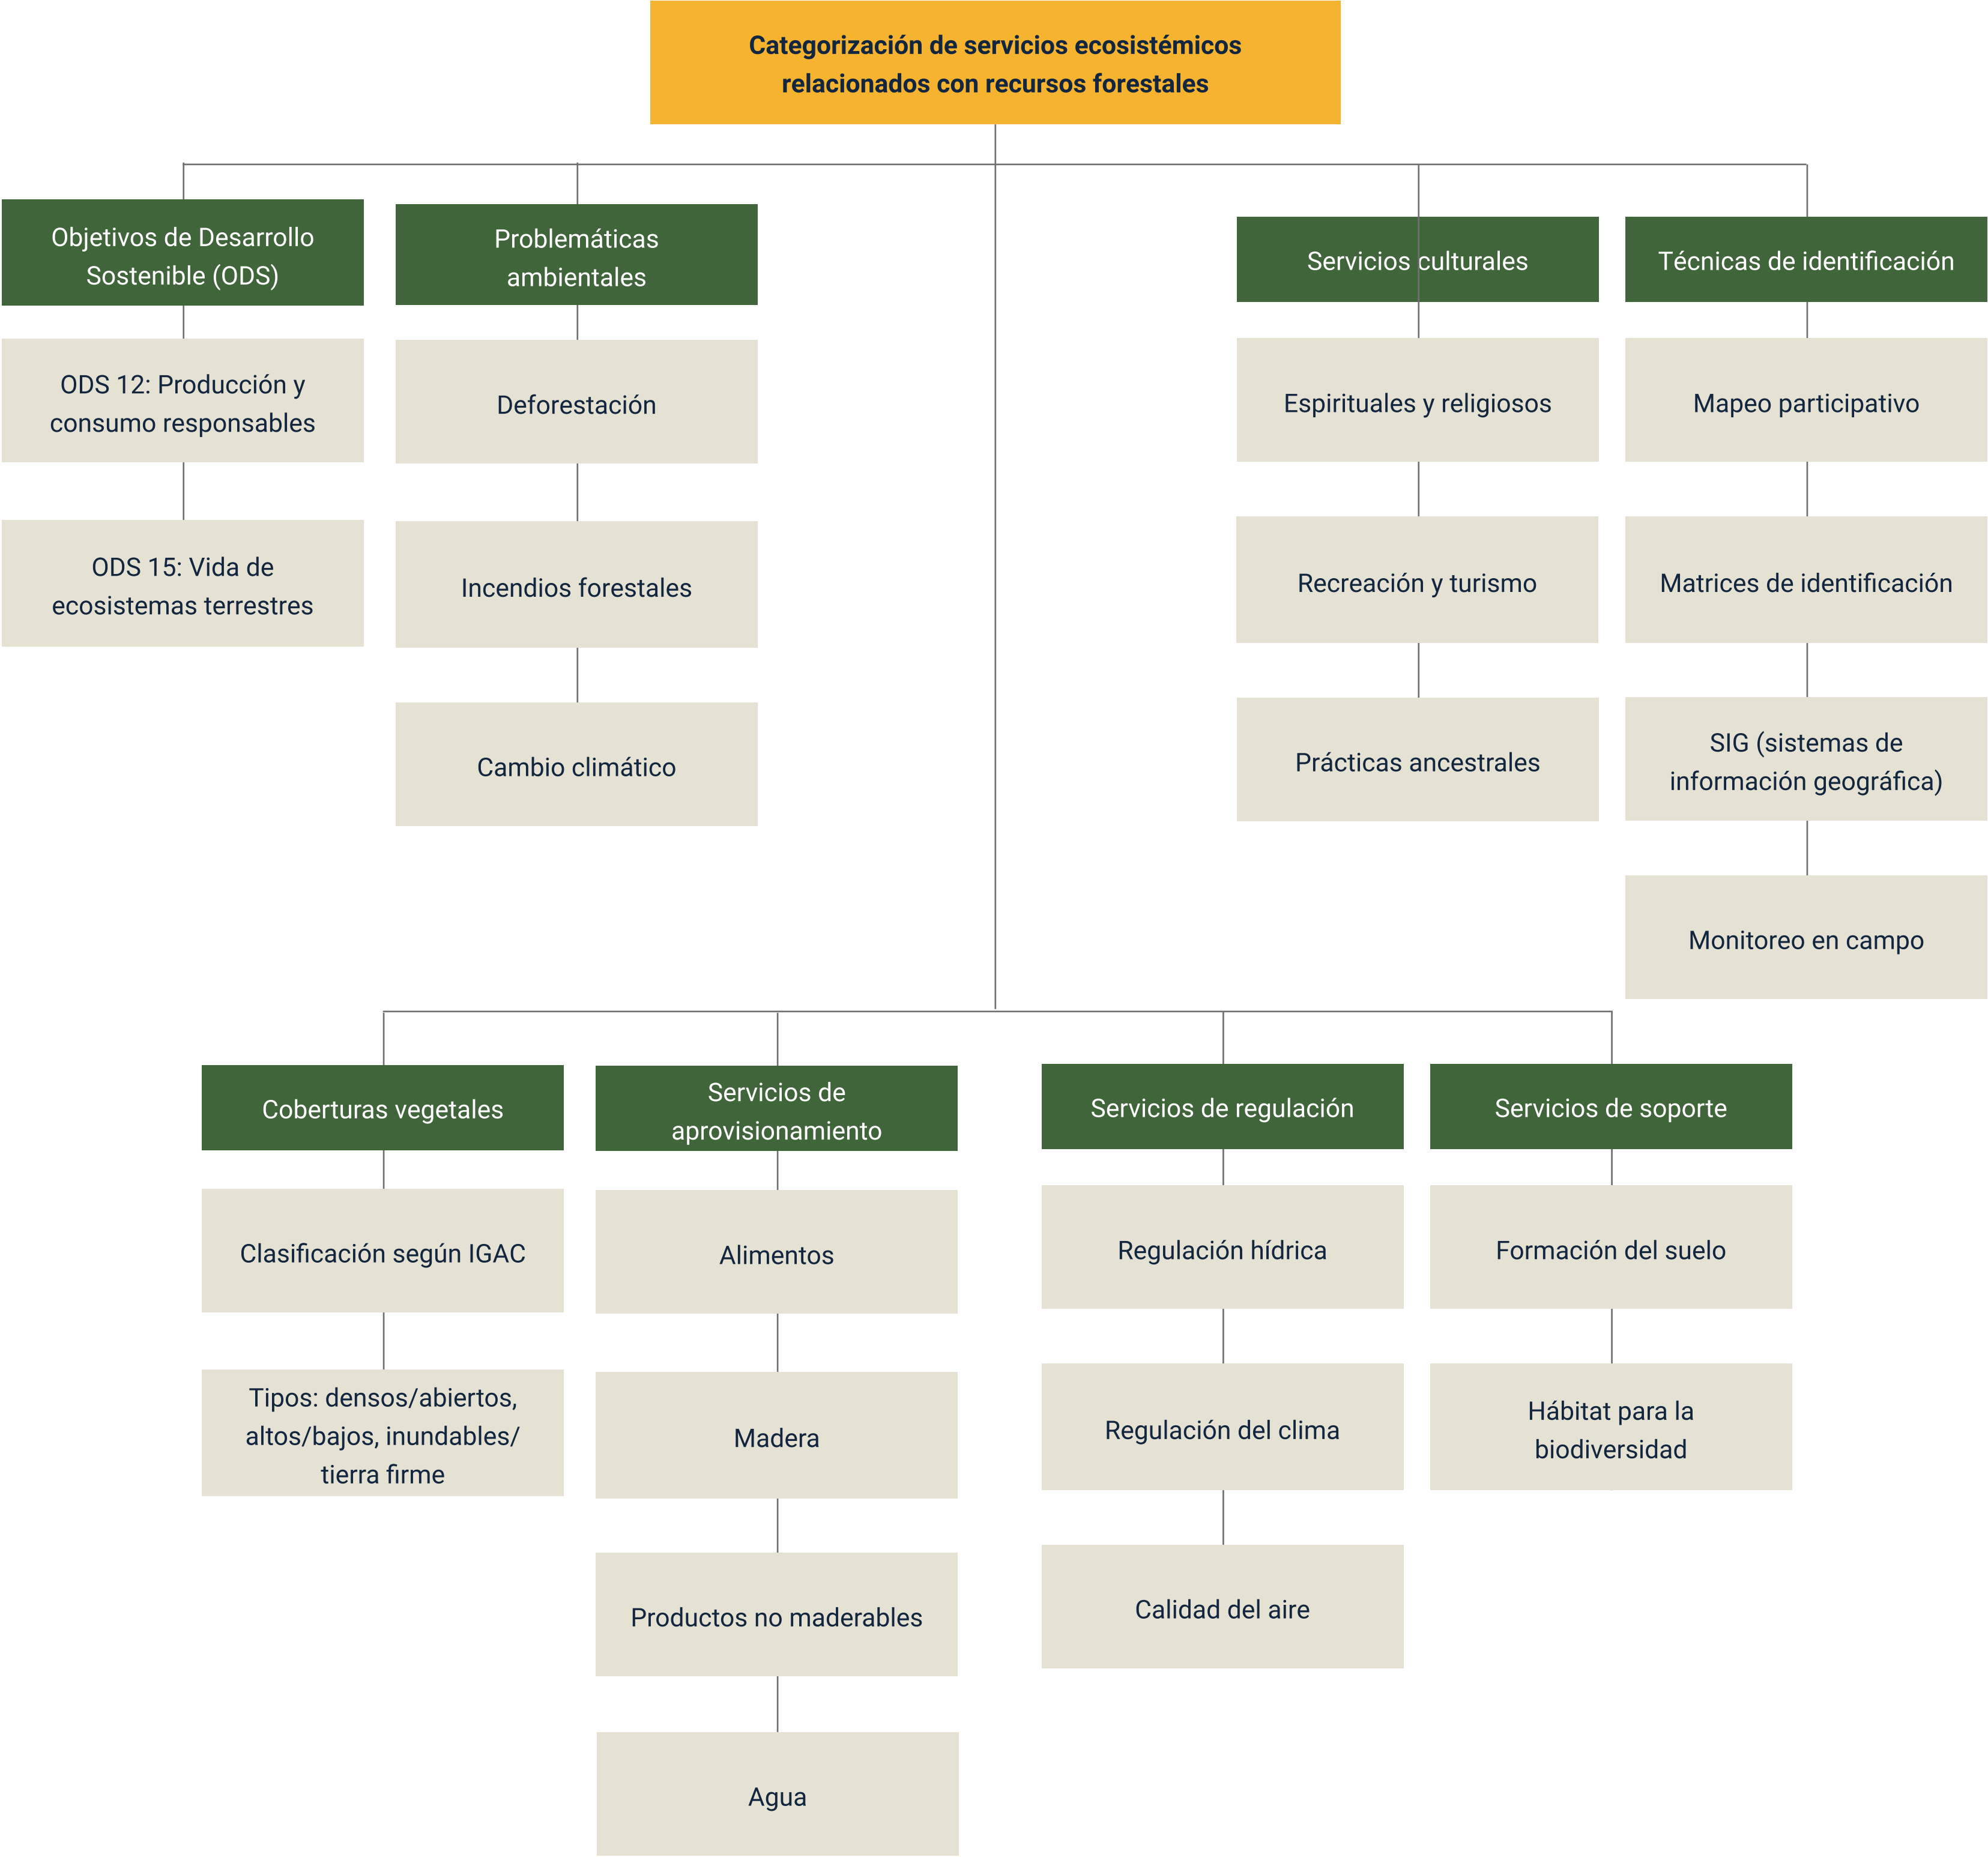 Categorización de servicios ecosistémicos
relacionados con recursos forestales
Objetivos de Desarrollo
Sostenible (ODS)
ODS 12: Producción y
consumo responsables
ODS 15: Vida de
ecosistemas terrestres
Problemáticas
ambientales
Deforestación
Incendios forestales
Cambio climático
Servicios culturales
Espirituales y religiosos
Recreación y turismo
Prácticas ancestrales
Técnicas de identificación
Mapeo participativo
Matrices de identificación
SIG (sistemas de
información geográfica)
Monitoreo en campo
Coberturas vegetales
Clasificación según IGAC
Tipos: densos/abiertos,
altos/bajos, inundables/
tierra firme
Servicios de
aprovisionamiento
Alimentos
Madera
Productos no maderables
Agua
Servicios de regulación
Regulación hídrica
Regulación del clima
Calidad del aire
Servicios de soporte
Formación del suelo
Hábitat para la
biodiversidad